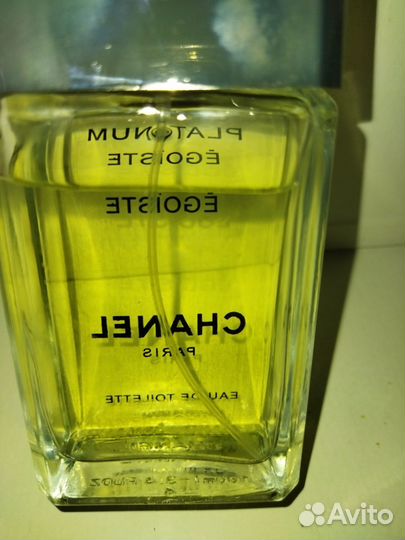 PLATINUM
ÉGOÏSTE
ÉGOÏSTE
CHANEL
PARIS
EAU DE TOILETTE
Avito